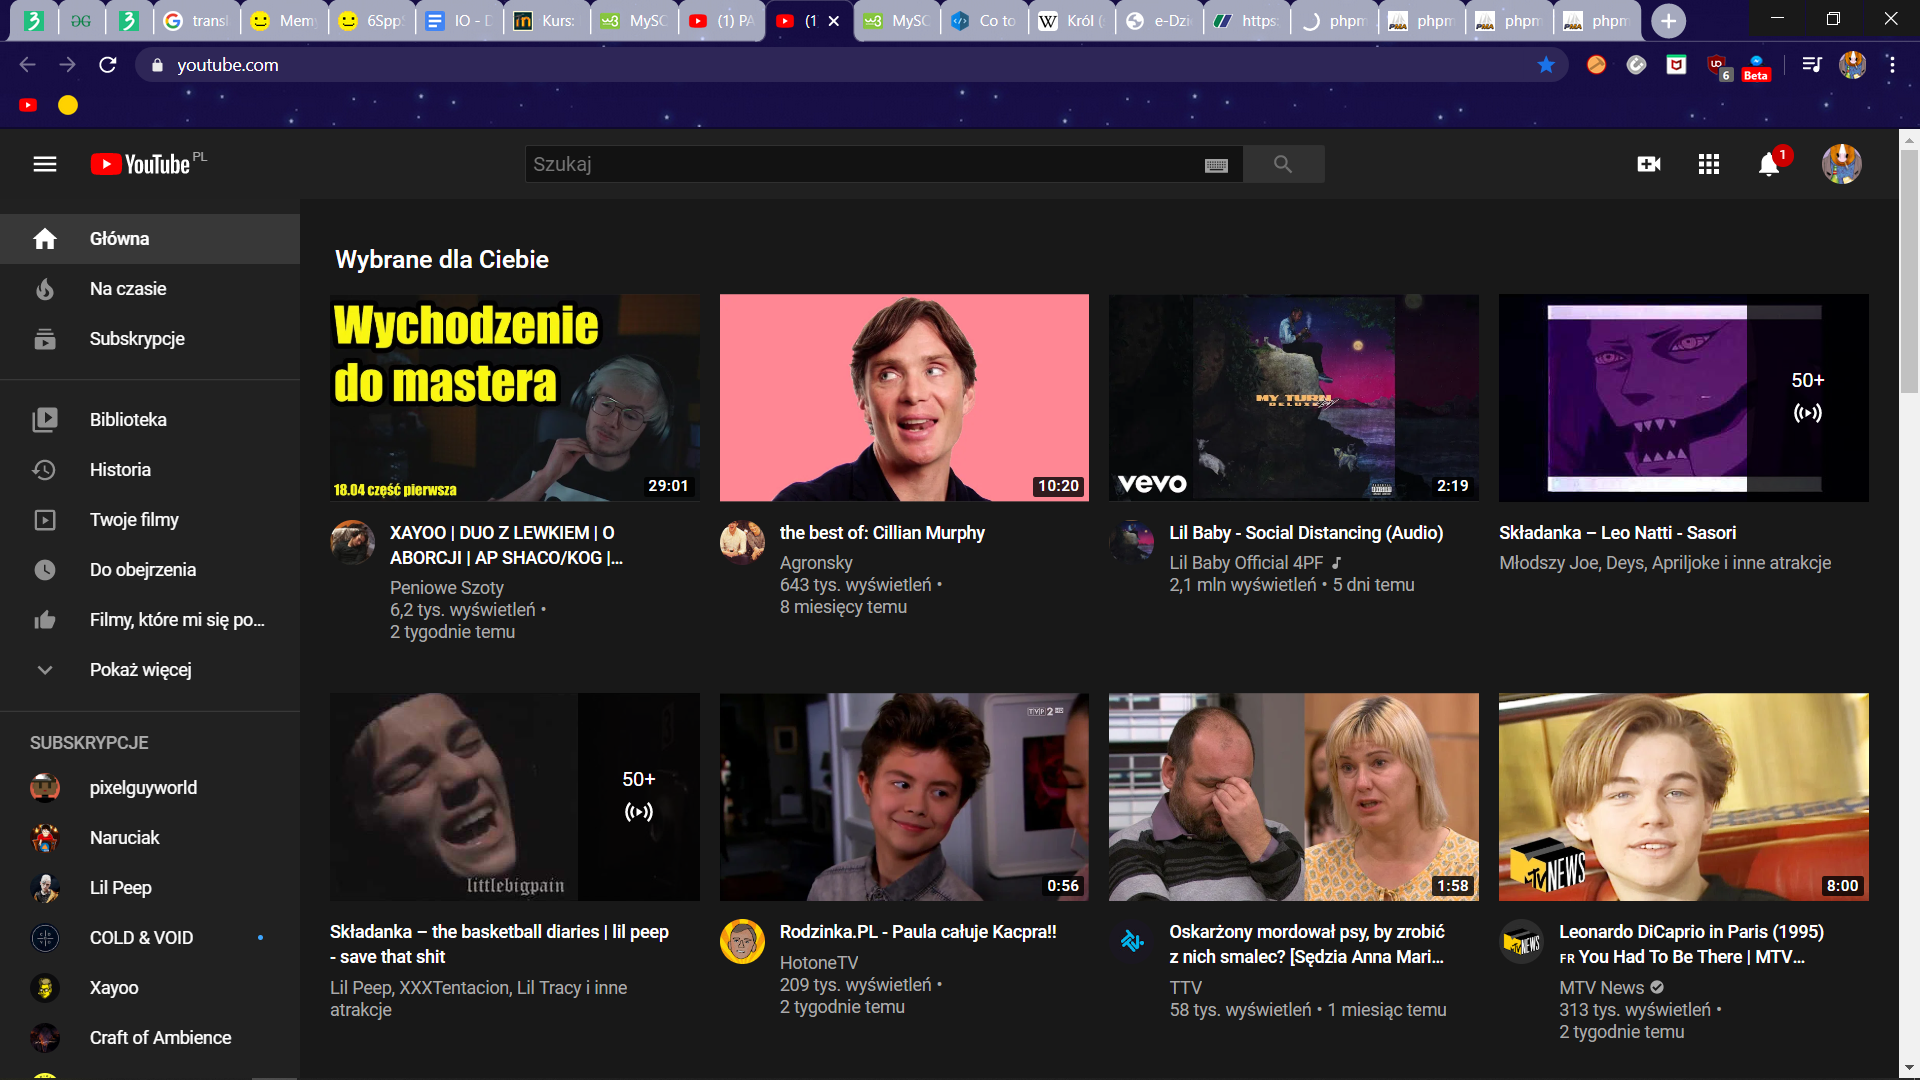 transl
Mem
6Spp
IO - D
Kurs:
MySC
(1) PA
(1
MySC
Co to
Król (
e-Dzi
https:
phpm
phpm
phpm
phpm
youtube.com
6
Beta
YouTube PL
Szukaj
1
Główna
Na czasie
Subskrypcje
Biblioteka
Historia
Twoje filmy
Do obejrzenia
Filmy, które mi się po...
Pokaż więcej
SUBSKRYPCJE
pixelguyworld
Naruciak
Lil Peep
COLD & VOID
Xayoo
Craft of Ambience
Wybrane dla Ciebie
Wychodzenie
do mastera
18.04 część pierwsza
29:01
XAYOO | DUO Z LEWKIEM | O
ABORCJI | AP SHACO/KOG |...
Peniowe Szoty
6,2 tys. wyświetleń •
2 tygodnie temu
10:20
the best of: Cillian Murphy
Agronsky
643 tys. wyświetleń •
8 miesięcy temu
MY TURN
DELUXE
vevo
2:19
Lil Baby - Social Distancing (Audio)
Lil Baby Official 4PF
2,1 mln wyświetleń • 5 dni temu
50+
Składanka – Leo Natti - Sasori
Młodszy Joe, Deys, Apriljoke i inne atrakcje
50+
littlebigpain
Składanka – the basketball diaries | lil peep
- save that shit
Lil Peep, XXXTentacion, Lil Tracy i inne
atrakcje
TVP 2 HD
0:56
Rodzinka.PL - Paula całuje Kacpra!!
HotoneTV
209 tys. wyświetleń •
2 tygodnie temu
1:58
Oskarżony mordował psy, by zrobić
z nich smalec? [Sędzia Anna Mari...
TTV
58 tys. wyświetleń • 1 miesiąc temu
MTV NEWS
8:00
Leonardo DiCaprio in Paris (1995)
FR You Had To Be There | MTV...
MTV News
313 tys. wyświetleń •
2 tygodnie temu